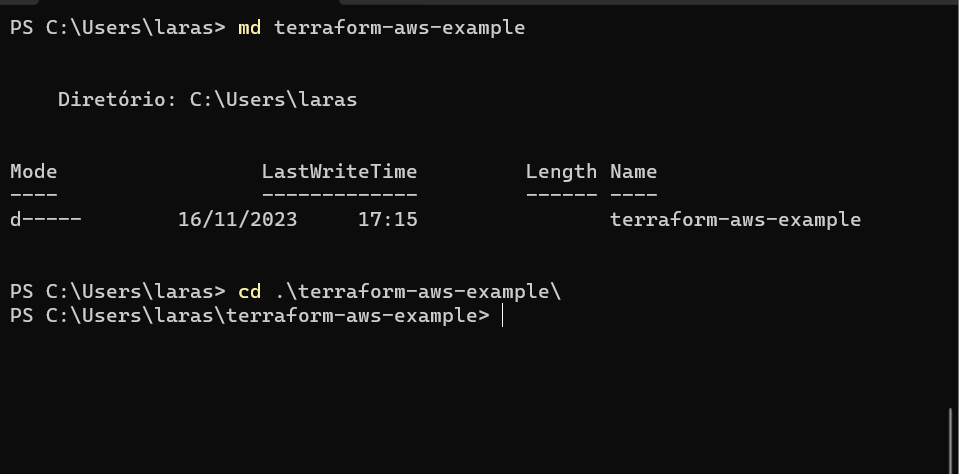 PS C:\Users\laras> md terraform-aws-example
Diretório: C:\Users\laras
Mode LastWriteTime Length Name
---- ------------- ------ ----
d----- 16/11/2023 17:15 terraform-aws-example
PS C:\Users\laras> cd .\terraform-aws-example\
PS C:\Users\laras\terraform-aws-example>